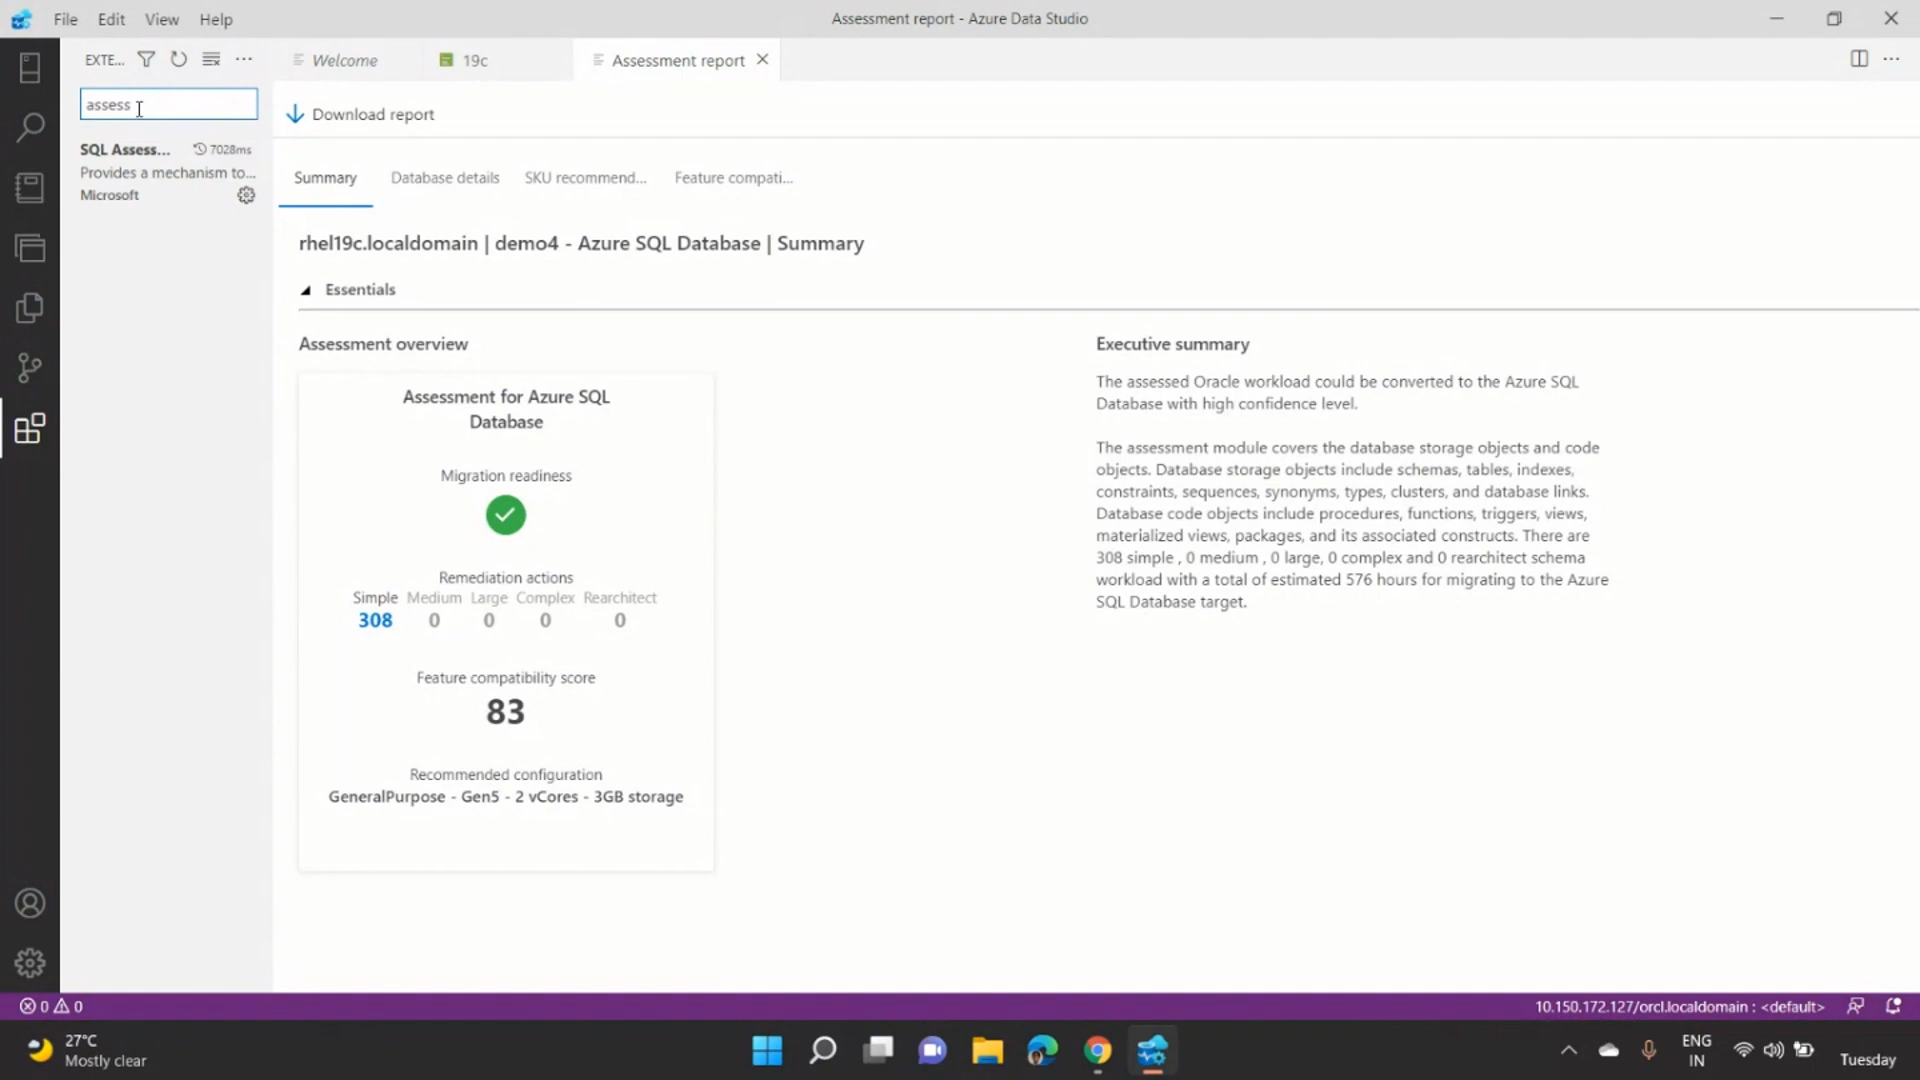 File Edit View Help
Assessment report - Azure Data Studio
EXTE...
Welcome
19c
Assessment report
assess
Download report
SQL Assess...
7028ms
Provides a mechanism to...
Microsoft
Summary
Database details
SKU recommend...
Feature compati...
rhel19c.localdomain | demo4 - Azure SQL Database | Summary
Essentials
Assessment overview
Assessment for Azure SQL
Database
Migration readiness
Remediation actions
Simple Medium Large Complex Rearchitect
308 0 0 0 0
Feature compatibility score
83
Recommended configuration
GeneralPurpose - Gen5 - 2 vCores - 3GB storage
Executive summary
The assessed Oracle workload could be converted to the Azure SQL
Database with high confidence level.
The assessment module covers the database storage objects and code
objects. Database storage objects include schemas, tables, indexes,
constraints, sequences, synonyms, types, clusters, and database links.
Database code objects include procedures, functions, triggers, views,
materialized views, packages, and its associated constructs. There are
308 simple , 0 medium , 0 large, 0 complex and 0 rearchitect schema
workload with a total of estimated 576 hours for migrating to the Azure
SQL Database target.
0 0
10.150.172.127/orcl.localdomain : <default>
27°C
Mostly clear
ENG
IN
Tuesday